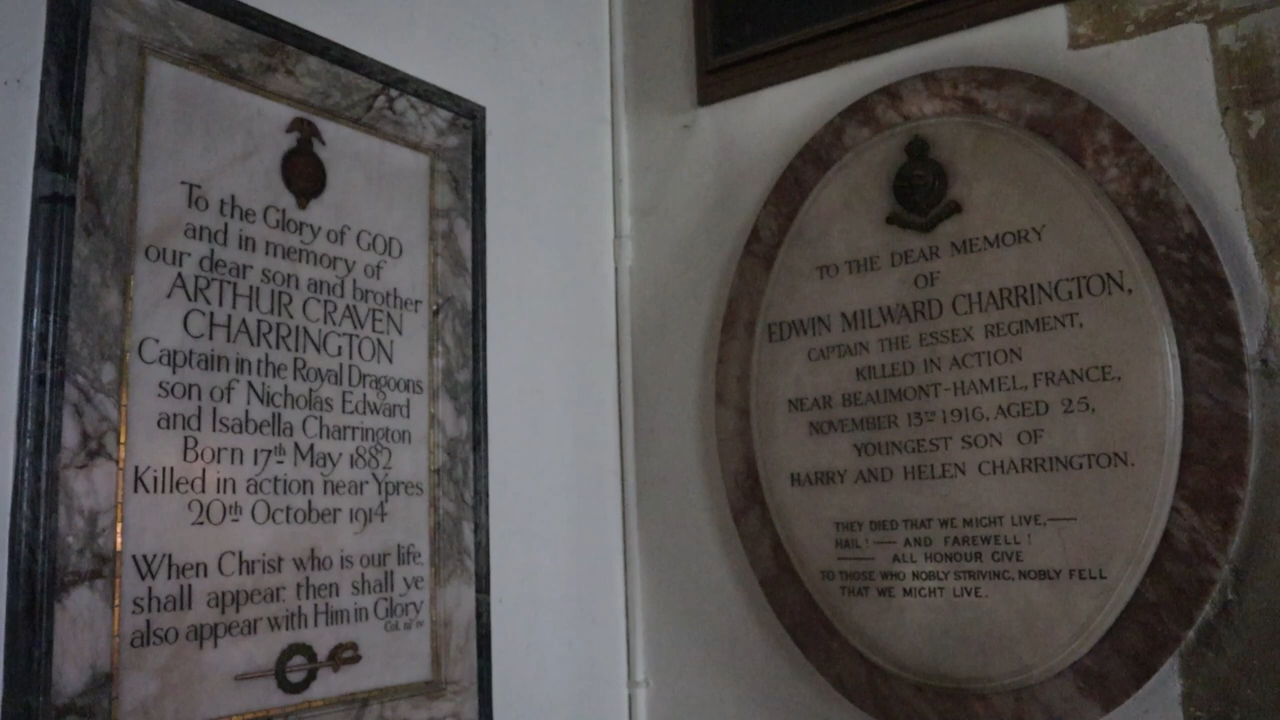 To the Glory of GOD
and in memory of
our dear son and brother
ARTHUR CRAVEN
CHARRINGTON
Captain in the Royal Dragoons
son of Nicholas Edward
and Isabella Charrington
Born 17th May 1882
Killed in action near Ypres
20th October 1914
When Christ who is our life,
shall appear: then shall ye
also appear with Him in Glory
Col. iii iv
TO THE DEAR MEMORY
OF
EDWIN MILWARD CHARRINGTON,
CAPTAIN THE ESSEX REGIMENT,
KILLED IN ACTION
NEAR BEAUMONT-HAMEL, FRANCE,
NOVEMBER 13TH 1916, AGED 25,
YOUNGEST SON OF
HARRY AND HELEN CHARRINGTON.
THEY DIED THAT WE MIGHT LIVE,—
HAIL! — AND FAREWELL!
— ALL HONOUR GIVE
TO THOSE WHO NOBLY STRIVING, NOBLY FELL
THAT WE MIGHT LIVE.